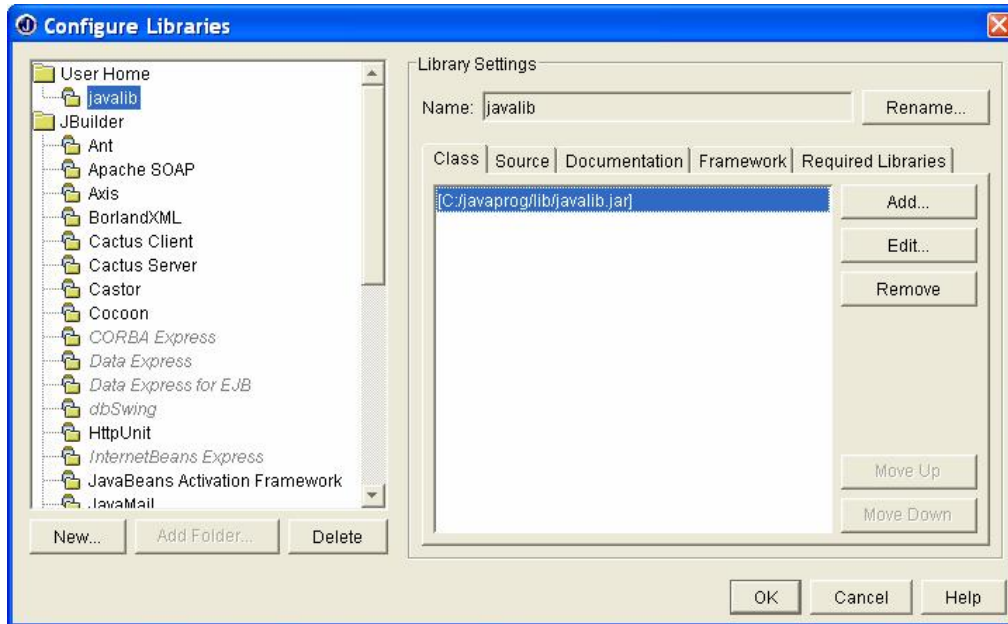 Configure Libraries
User Home
javalib
JBuilder
Ant
Apache SOAP
Axis
BorlandXML
Cactus Client
Cactus Server
Castor
Cocoon
CORBA Express
Data Express
Data Express for EJB
dbSwing
HttpUnit
InternetBeans Express
JavaBeans Activation Framework
JavaMail
New... Add Folder... Delete
Library Settings
Name: javalib Rename...
Class Source Documentation Framework Required Libraries
[C:/javaprog/lib/javalib.jar]
Add...
Edit...
Remove
Move Up
Move Down
OK Cancel Help